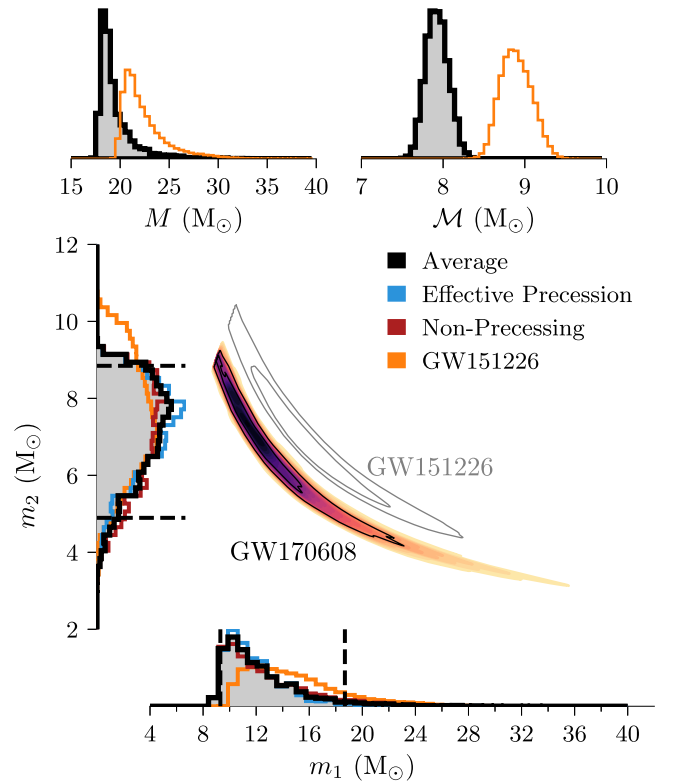 15 20 25 30 35 40
M (M⊙)
7 8 9 10
ℳ (M⊙)
12
10
8
6
4
2
m₂ (M⊙)
Average
Effective Precession
Non-Precessing
GW151226
GW151226
GW170608
4 8 12 16 20 24 28 32 36 40
m₁ (M⊙)